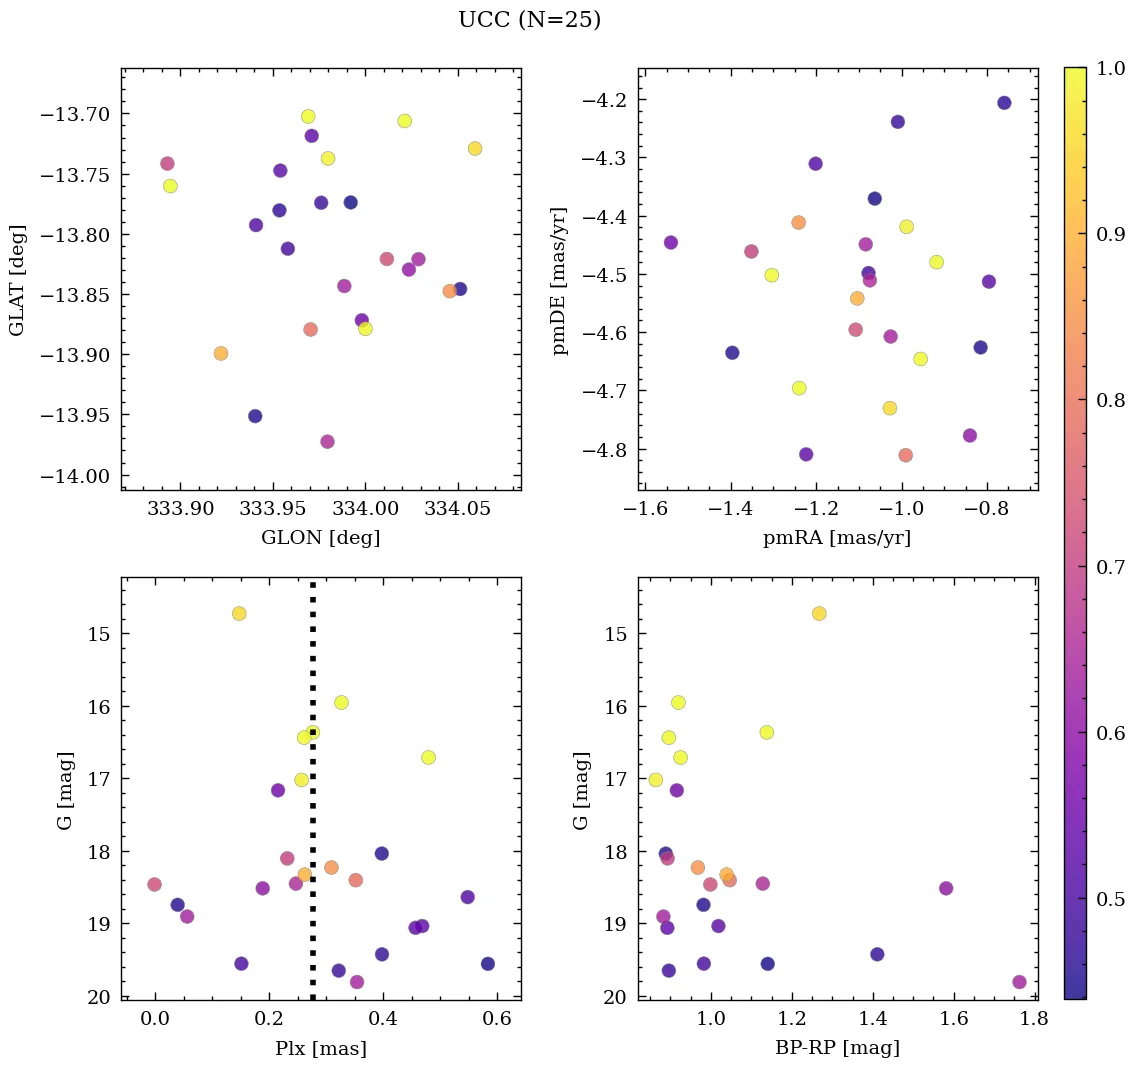 UCC (N=25)
−13.70
−13.75
−13.80
−13.85
−13.90
−13.95
−14.00
GLAT [deg]
333.90 333.95 334.00 334.05
GLON [deg]
−4.2
−4.3
−4.4
−4.5
−4.6
−4.7
−4.8
pmDE [mas/yr]
−1.6 −1.4 −1.2 −1.0 −0.8
pmRA [mas/yr]
15
16
17
18
19
20
G [mag]
0.0 0.2 0.4 0.6
Plx [mas]
15
16
17
18
19
20
G [mag]
1.0 1.2 1.4 1.6 1.8
BP-RP [mag]
1.0
0.9
0.8
0.7
0.6
0.5